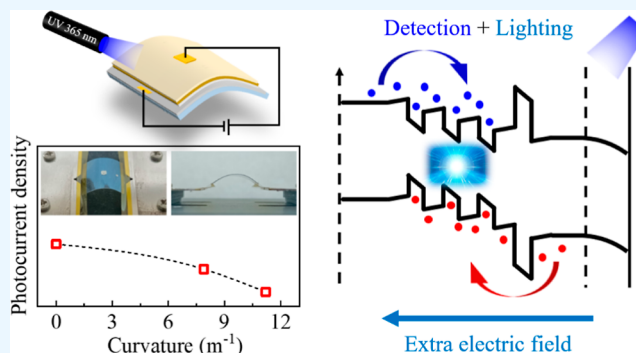 UV 365 nm
Detection + Lighting
Photocurrent density
0 3 6 9 12
Curvature (m⁻¹)
Extra electric field